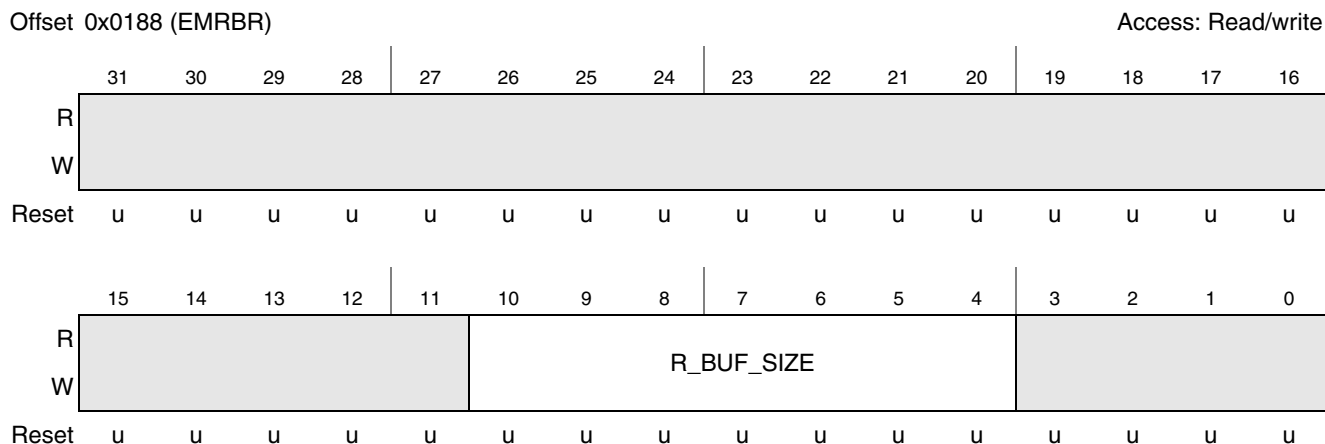 Offset 0x0188 (EMRBR) Access: Read/write
31 30 29 28 27 26 25 24 23 22 21 20 19 18 17 16
R
W
Reset u u u u u u u u u u u u u u u u
15 14 13 12 11 10 9 8 7 6 5 4 3 2 1 0
R
R_BUF_SIZE
W
Reset u u u u u u u u u u u u u u u u